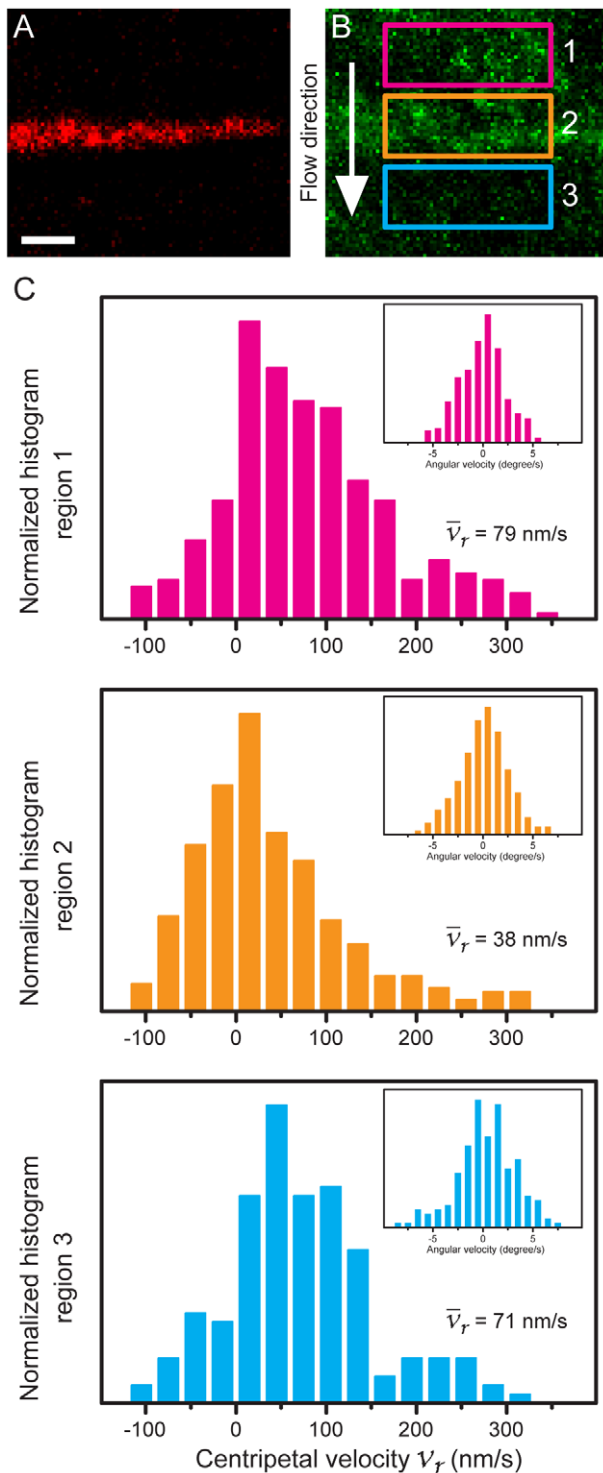 A
B
1
2
3
Flow direction
C
Normalized histogram
region 1
-5 0 5
Angular velocity (degree/s)
v̄r = 79 nm/s
-100 0 100 200 300
Normalized histogram
region 2
-5 0 5
Angular velocity (degree/s)
v̄r = 38 nm/s
-100 0 100 200 300
Normalized histogram
region 3
-5 0 5
Angular velocity (degree/s)
v̄r = 71 nm/s
-100 0 100 200 300
Centripetal velocity vr (nm/s)